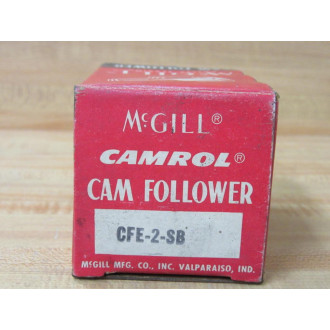 McGILL®
CAMROL®
CAM FOLLOWER
CFE-2-SB
McGILL MFG. CO., INC. VALPARAISO, IND.